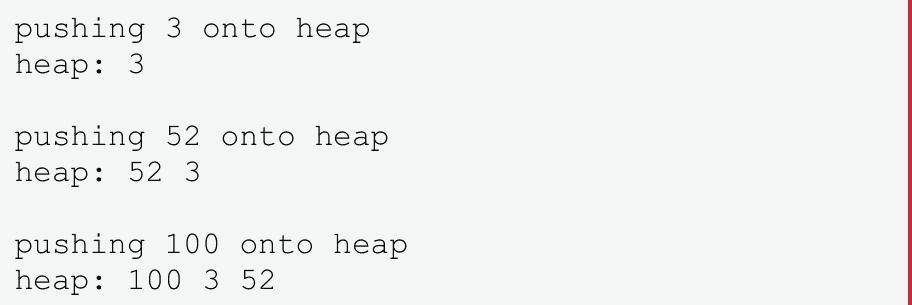 pushing 3 onto heap
heap: 3
pushing 52 onto heap
heap: 52 3
pushing 100 onto heap
heap: 100 3 52